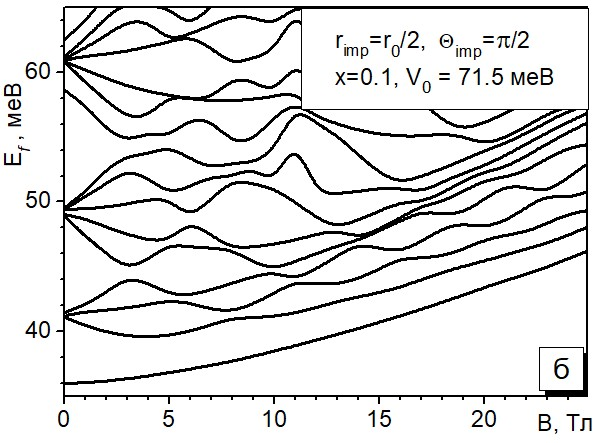 r_imp=r_0/2, Θ_imp=π/2
x=0.1, V_0 = 71.5 меВ
E_f, меВ
60
50
40
б
0 5 10 15 20 B, Тл